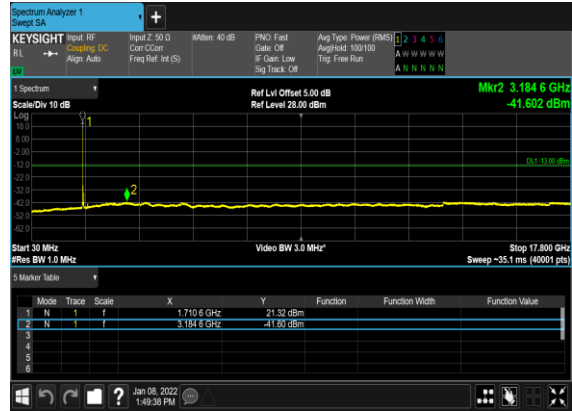 Spectrum Analyzer 1
Swept SA
+
KEYSIGHT Input: RF Input Z: 50 Ω #Atten: 40 dB PNO: Fast Avg Type: Power (RMS) 1 2 3 4 5 6
RL Coupling: DC Corr CCorr Gate: Off Avg|Hold: 100/100 A W W W W W
Align: Auto Freq Ref: Int (S) IF Gain: Low Trig: Free Run
Sig Track: Off A N N N N N
1 Spectrum Ref Lvl Offset 5.00 dB Mkr2 3.184 6 GHz
Scale/Div 10 dB Ref Level 28.00 dBm -41.602 dBm
Log
18.0 1
8.00
-2.00
-12.0 DL1 -13.00 dBm
-22.0
-32.0 2
-42.0
-52.0
-62.0
Start 30 MHz Video BW 3.0 MHz* Stop 17.800 GHz
#Res BW 1.0 MHz Sweep ~35.1 ms (40001 pts)
5 Marker Table
Mode Trace Scale X Y Function Function Width Function Value
1 N 1 f 1.710 6 GHz 21.32 dBm
2 N 1 f 3.184 6 GHz -41.60 dBm
3
4
5
6
? Jan 08, 2022
1:49:38 PM